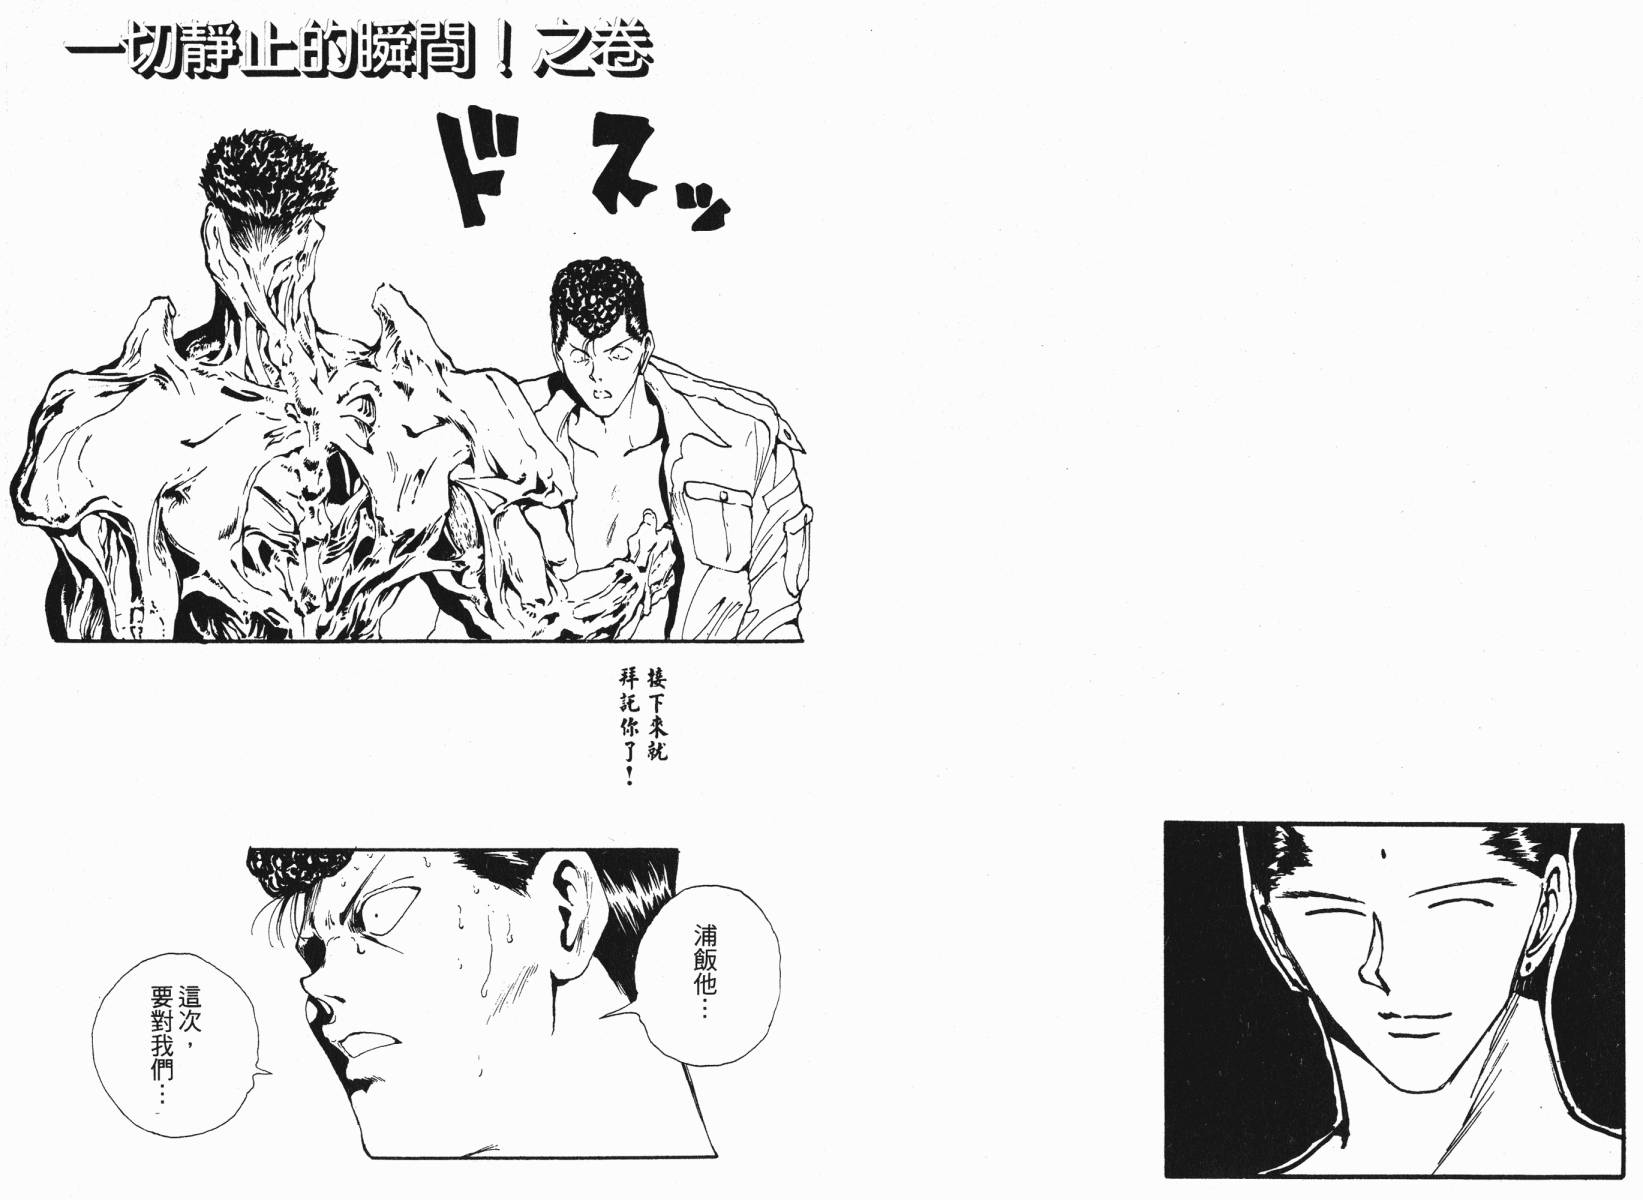 一切靜止的瞬間！之卷
ドスッ
接下來就
拜託你了！
浦飯他…
這次，
要對我們…